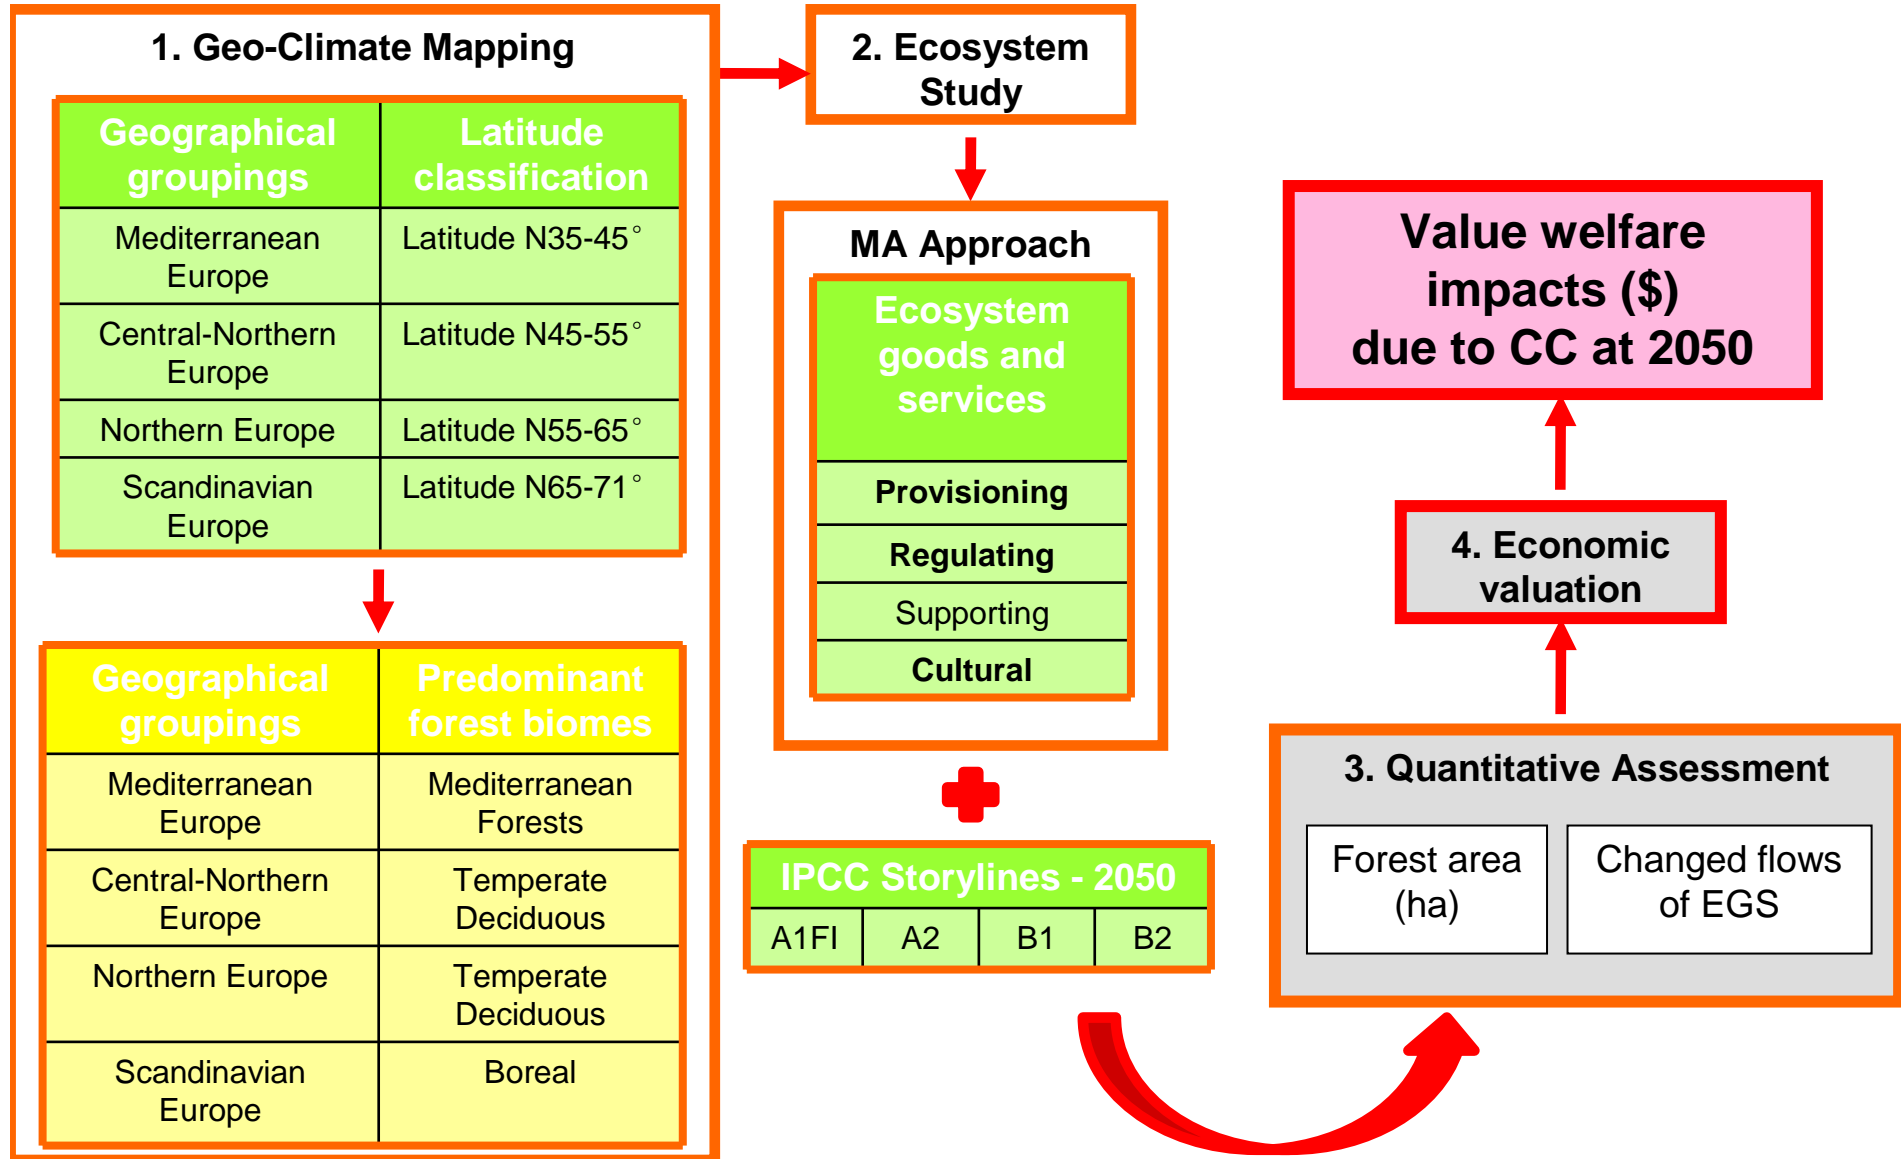 1. Geo-Climate Mapping
Geographical
groupings
Latitude
classification
Mediterranean
Europe
Latitude N35-45°
Central-Northern
Europe
Latitude N45-55°
Northern Europe
Latitude N55-65°
Scandinavian
Europe
Latitude N65-71°
Geographical
groupings
Predominant
forest biomes
Mediterranean
Europe
Mediterranean
Forests
Central-Northern
Europe
Temperate
Deciduous
Northern Europe
Temperate
Deciduous
Scandinavian
Europe
Boreal
2. Ecosystem
Study
MA Approach
Ecosystem
goods and
services
Provisioning
Regulating
Supporting
Cultural
IPCC Storylines - 2050
A1FI
A2
B1
B2
3. Quantitative Assessment
Forest area
(ha)
Changed flows
of EGS
4. Economic
valuation
Value welfare
impacts ($)
due to CC at 2050